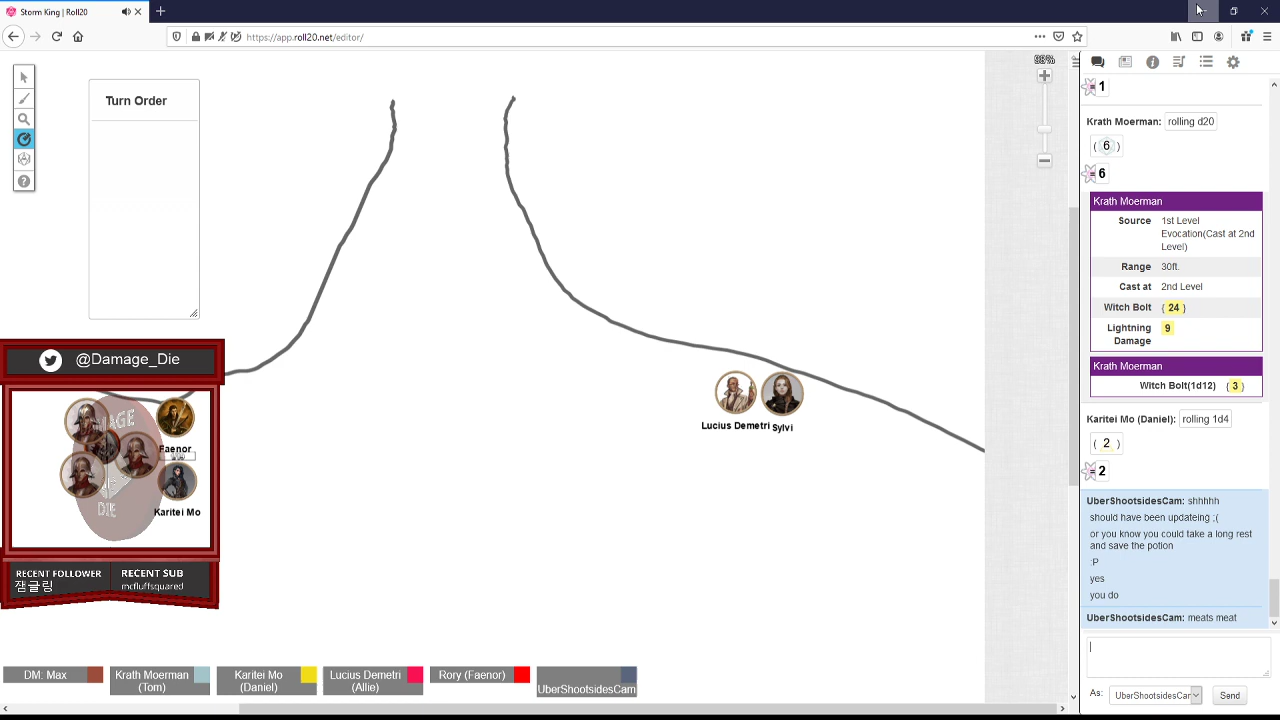 Storm King | Roll20
https://app.roll20.net/editor/
Turn Order
88%
@Damage_Die
DIE
Faenor
Karitei Mo
RECENT FOLLOWER
잼글링
RECENT SUB
mcfluffsquared
Lucius Demetri
Sylvi
DM: Max
Krath Moerman
(Tom)
Karitei Mo
(Daniel)
Lucius Demetri
(Allie)
Rory (Faenor)
UberShootsidesCam
= 1
Krath Moerman: rolling d20
( 6 )
= 6
Krath Moerman
Source 1st Level
Evocation(Cast at 2nd
Level)
Range 30ft.
Cast at 2nd Level
Witch Bolt ( 24 )
Lightning 9
Damage
Krath Moerman
Witch Bolt(1d12) ( 3 )
Karitei Mo (Daniel): rolling 1d4
( 2 )
= 2
UberShootsidesCam: shhhhh
should have been updateing ;(
or you know you could take a long rest
and save the potion
:P
yes
you do
UberShootsidesCam: meats meat
As: UberShootsidesCar
Send